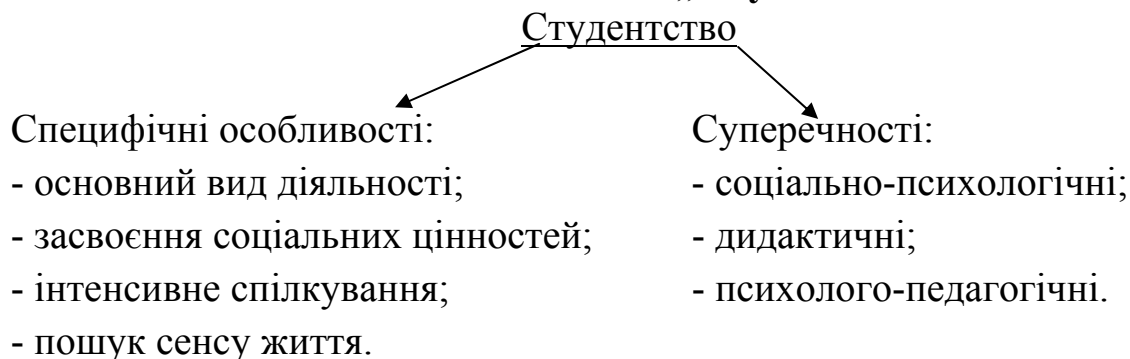 Студентство
Специфічні особливості:
- основний вид діяльності;
- засвоєння соціальних цінностей;
- інтенсивне спілкування;
- пошук сенсу життя.
Суперечності:
- соціально-психологічні;
- дидактичні;
- психолого-педагогічні.